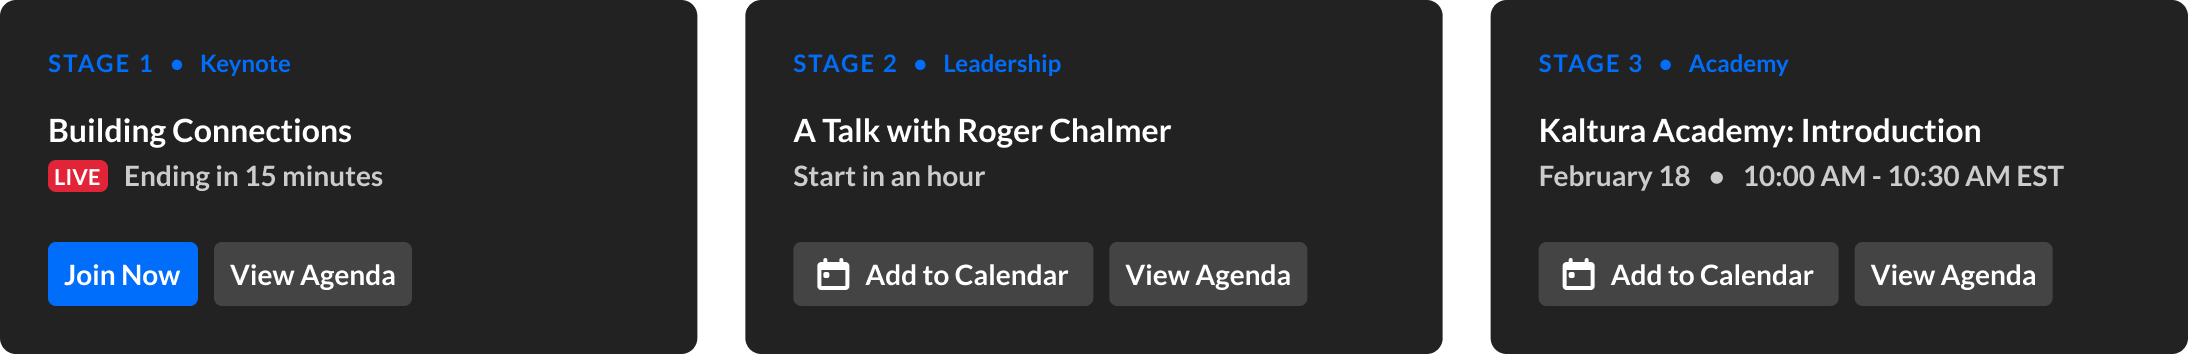 STAGE 1 • Keynote
Building Connections
LIVE Ending in 15 minutes
Join Now View Agenda
STAGE 2 • Leadership
A Talk with Roger Chalmer
Start in an hour
Add to Calendar View Agenda
STAGE 3 • Academy
Kaltura Academy: Introduction
February 18 • 10:00 AM - 10:30 AM EST
Add to Calendar View Agenda